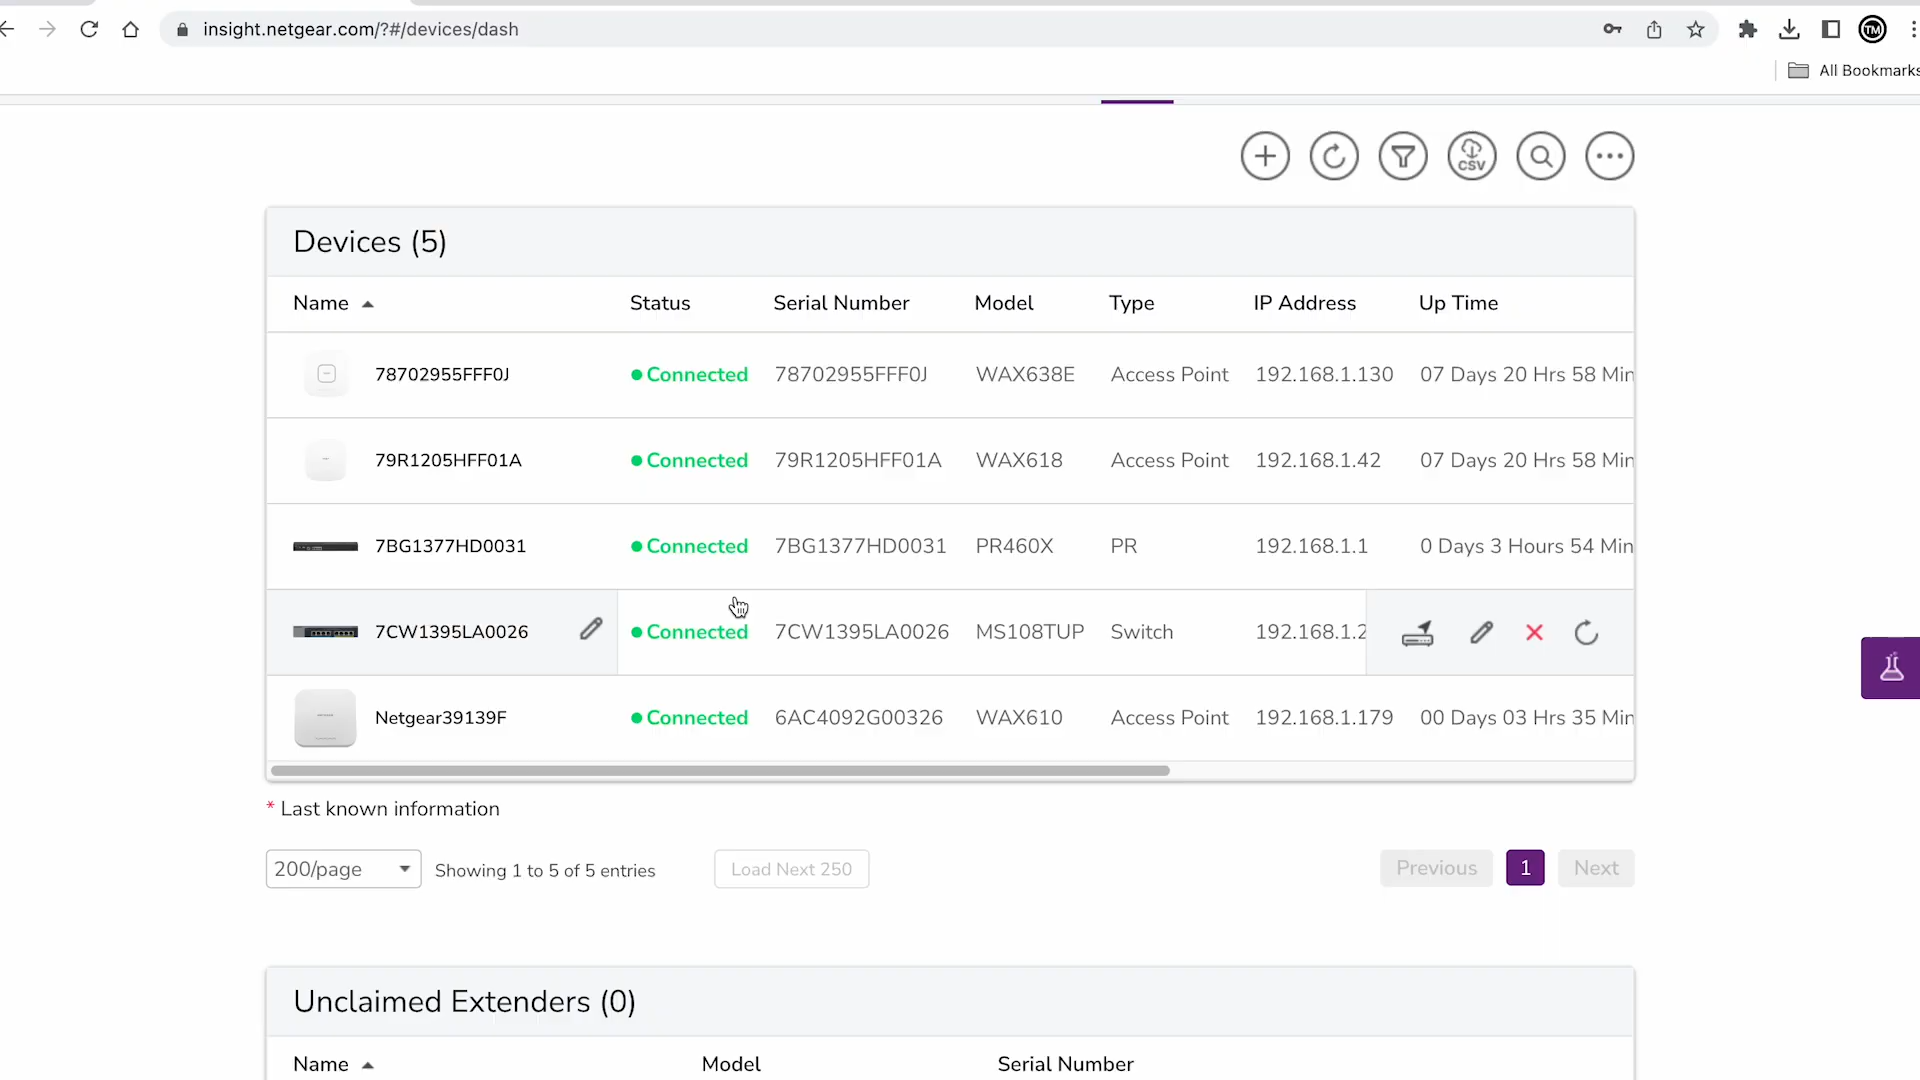 insight.netgear.com/?#/devices/dash
TM
All Bookmarks
CSV
Devices (5)
Name Status Serial Number Model Type IP Address Up Time
78702955FFF0J Connected 78702955FFF0J WAX638E Access Point 192.168.1.130 07 Days 20 Hrs 58 Min
79R1205HFF01A Connected 79R1205HFF01A WAX618 Access Point 192.168.1.42 07 Days 20 Hrs 58 Min
7BG1377HD0031 Connected 7BG1377HD0031 PR460X PR 192.168.1.1 0 Days 3 Hours 54 Min
7CW1395LA0026 Connected 7CW1395LA0026 MS108TUP Switch 192.168.1.2
Netgear39139F Connected 6AC4092G00326 WAX610 Access Point 192.168.1.179 00 Days 03 Hrs 35 Min
* Last known information
200/page Showing 1 to 5 of 5 entries Load Next 250 Previous 1 Next
Unclaimed Extenders (0)
Name Model Serial Number